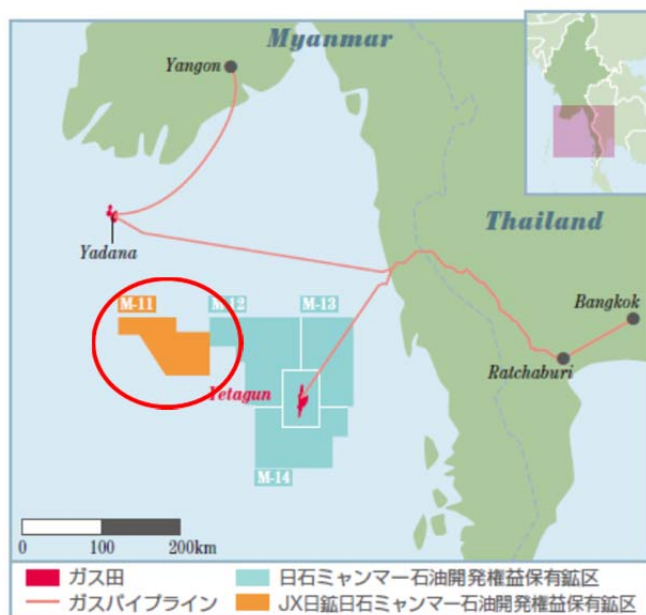 Myanmar
Yangon
Yadana
Thailand
Bangkok
Ratchaburi
M-11
M-12
M-13
Yetagun
M-14
0 100 200km
ガス田
日石ミャンマー石油開発権益保有鉱区
ガスパイプライン
JX日鉱日石ミャンマー石油開発権益保有鉱区